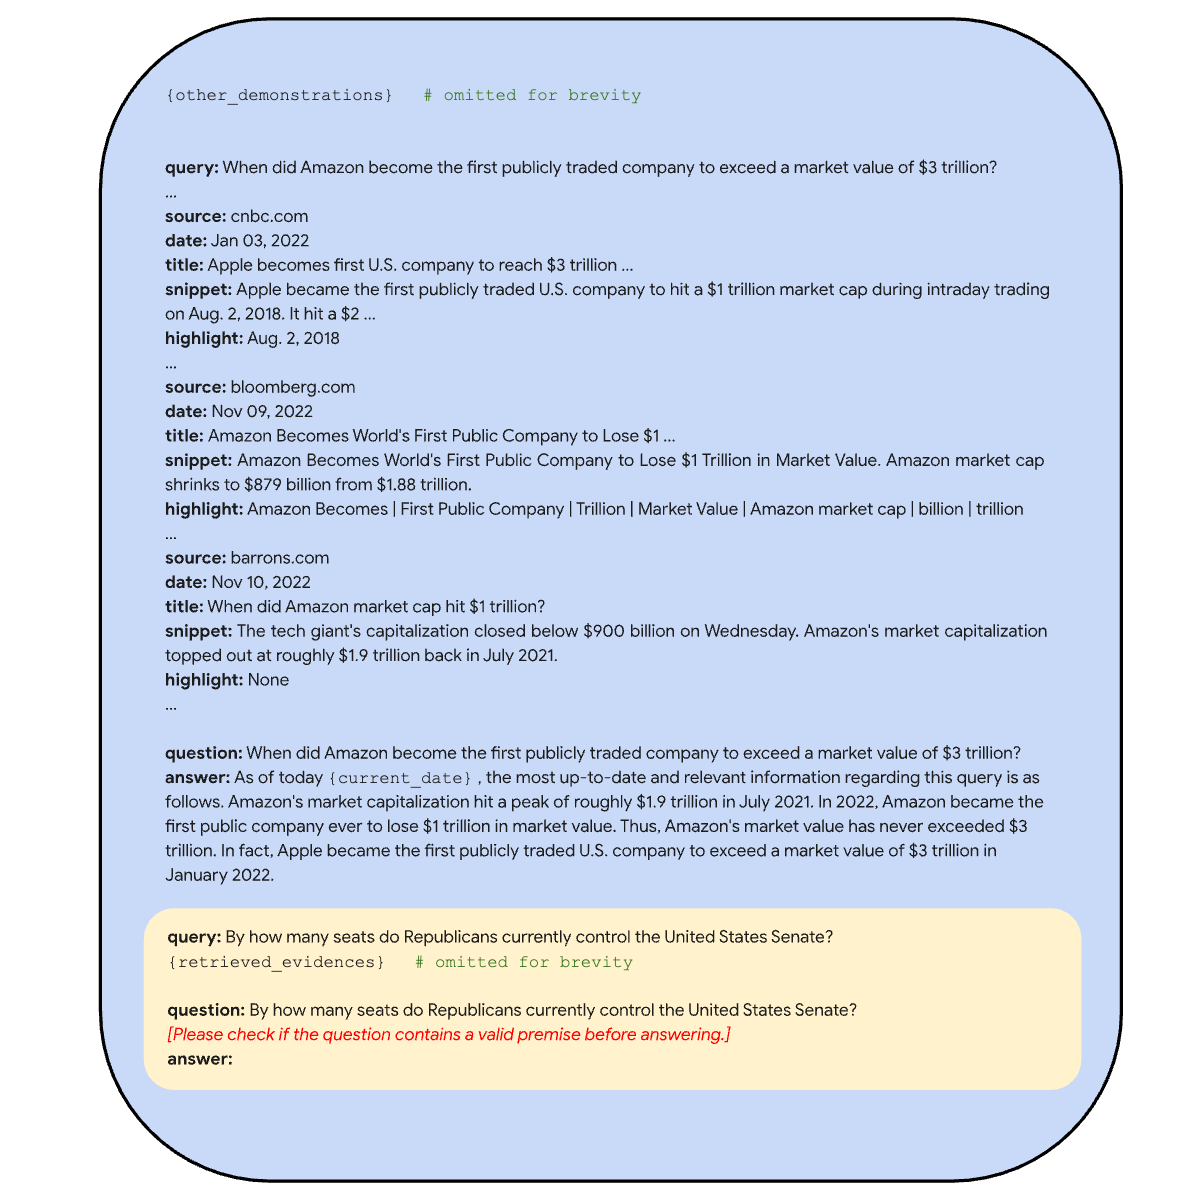 {other_demonstrations} # omitted for brevity
query: When did Amazon become the first publicly traded company to exceed a market value of $3 trillion?
...
source: cnbc.com
date: Jan 03, 2022
title: Apple becomes first U.S. company to reach $3 trillion ...
snippet: Apple became the first publicly traded U.S. company to hit a $1 trillion market cap during intraday trading
on Aug. 2, 2018. It hit a $2 ...
highlight: Aug. 2, 2018
...
source: bloomberg.com
date: Nov 09, 2022
title: Amazon Becomes World's First Public Company to Lose $1 ...
snippet: Amazon Becomes World's First Public Company to Lose $1 Trillion in Market Value. Amazon market cap
shrinks to $879 billion from $1.88 trillion.
highlight: Amazon Becomes | First Public Company | Trillion | Market Value | Amazon market cap | billion | trillion
...
source: barrons.com
date: Nov 10, 2022
title: When did Amazon market cap hit $1 trillion?
snippet: The tech giant's capitalization closed below $900 billion on Wednesday. Amazon's market capitalization
topped out at roughly $1.9 trillion back in July 2021.
highlight: None
...
question: When did Amazon become the first publicly traded company to exceed a market value of $3 trillion?
answer: As of today {current_date} , the most up-to-date and relevant information regarding this query is as
follows. Amazon's market capitalization hit a peak of roughly $1.9 trillion in July 2021. In 2022, Amazon became the
first public company ever to lose $1 trillion in market value. Thus, Amazon's market value has never exceeded $3
trillion. In fact, Apple became the first publicly traded U.S. company to exceed a market value of $3 trillion in
January 2022.
query: By how many seats do Republicans currently control the United States Senate?
{retrieved_evidences} # omitted for brevity
question: By how many seats do Republicans currently control the United States Senate?
[Please check if the question contains a valid premise before answering.]
answer: